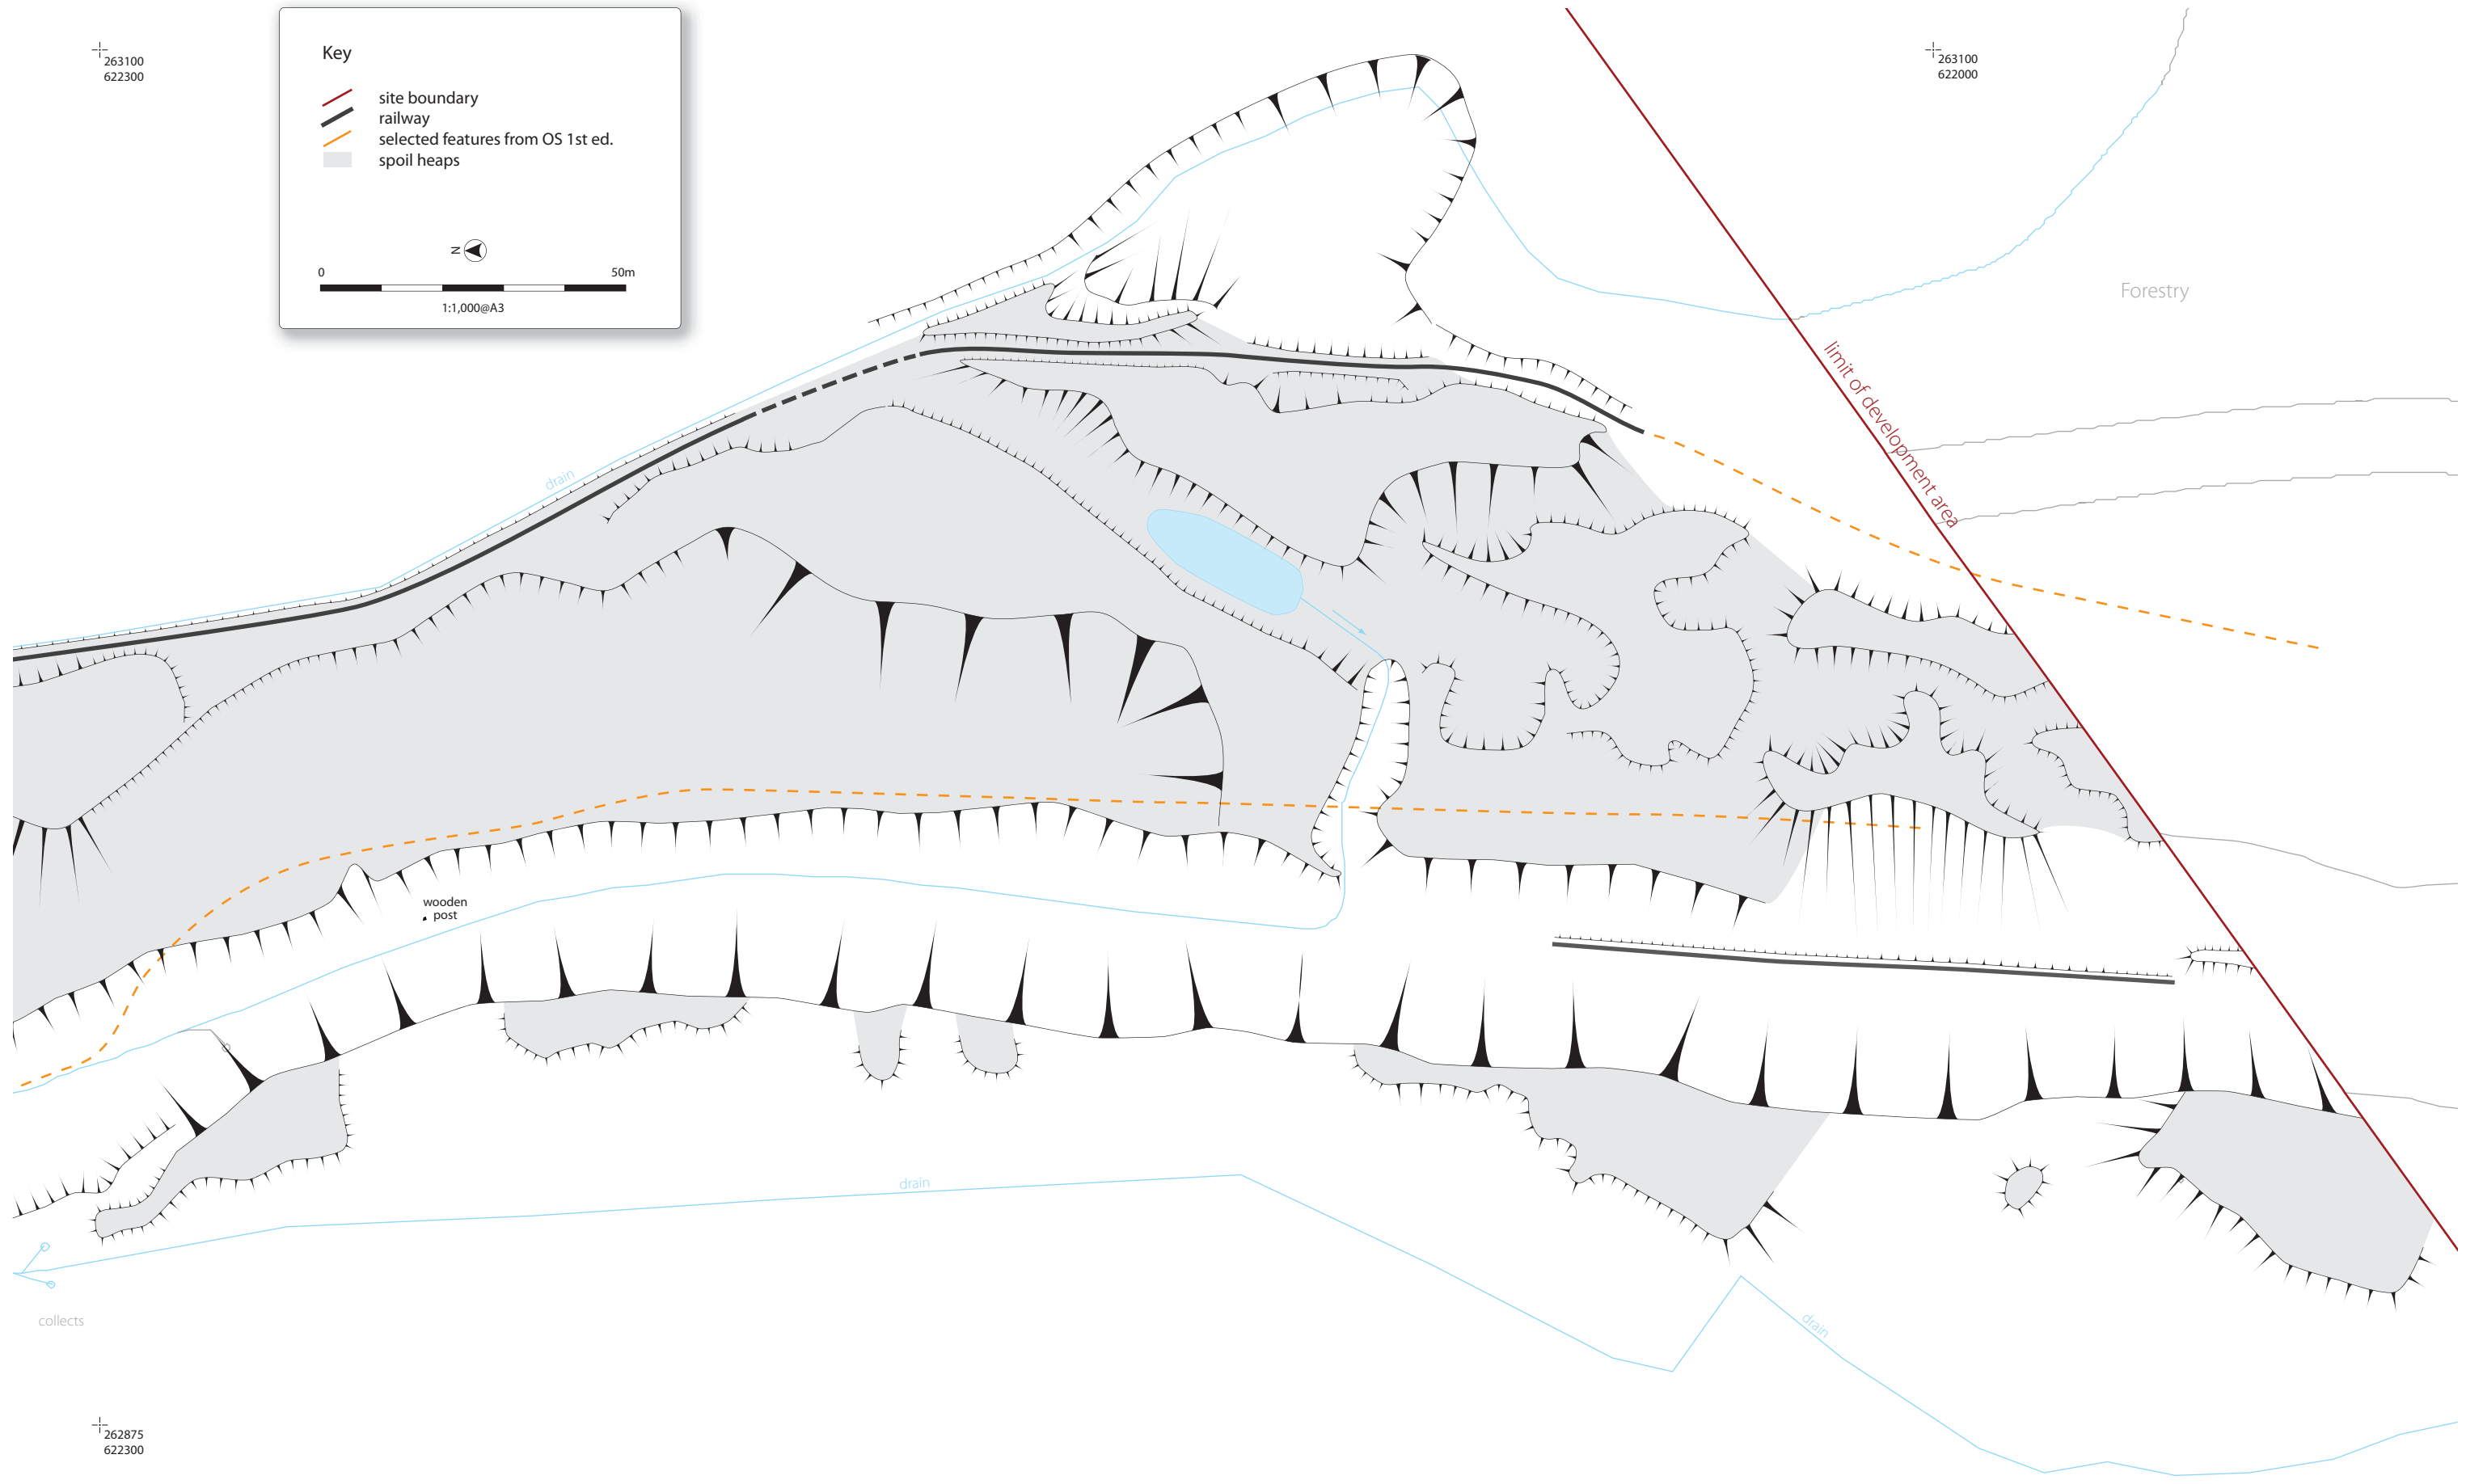 263100
622300
Key
site boundary
railway
selected features from OS 1st ed.
spoil heaps
N
0 50m
1:1,000@A3
263100
622000
Forestry
limit of development area
drain
wooden
post
drain
drain
collects
262875
622300